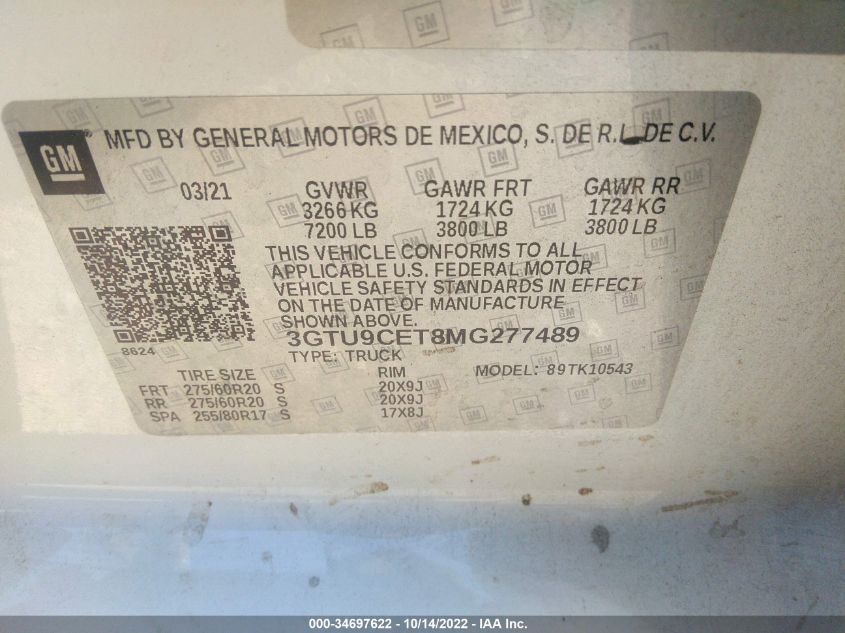 GM ® MFD BY GENERAL MOTORS DE MEXICO, S. DE R.L. DE C.V.
03/21 GVWR GAWR FRT GAWR RR
3266 KG 1724 KG 1724 KG
7200 LB 3800 LB 3800 LB
THIS VEHICLE CONFORMS TO ALL
APPLICABLE U.S. FEDERAL MOTOR
VEHICLE SAFETY STANDARDS IN EFFECT
ON THE DATE OF MANUFACTURE
SHOWN ABOVE.
8624 3GTU9CET8MG277489
TYPE: TRUCK MODEL: 89TK10543
TIRE SIZE RIM
FRT 275/60R20 S 20X9J
RR 275/60R20 S 20X9J
SPA 255/80R17 S 17X8J
000-34697622 - 10/14/2022 - IAA Inc.